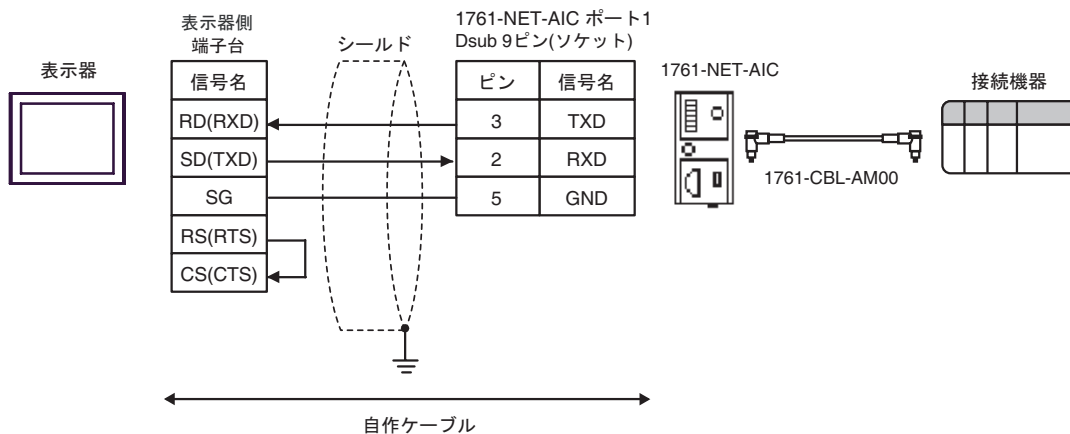 表示器
表示器側
端子台
信号名
RD(RXD)
SD(TXD)
SG
RS(RTS)
CS(CTS)
シールド
1761-NET-AIC ポート1
Dsub 9ピン(ソケット)
ピン 信号名
3 TXD
2 RXD
5 GND
1761-NET-AIC
1761-CBL-AM00
接続機器
自作ケーブル